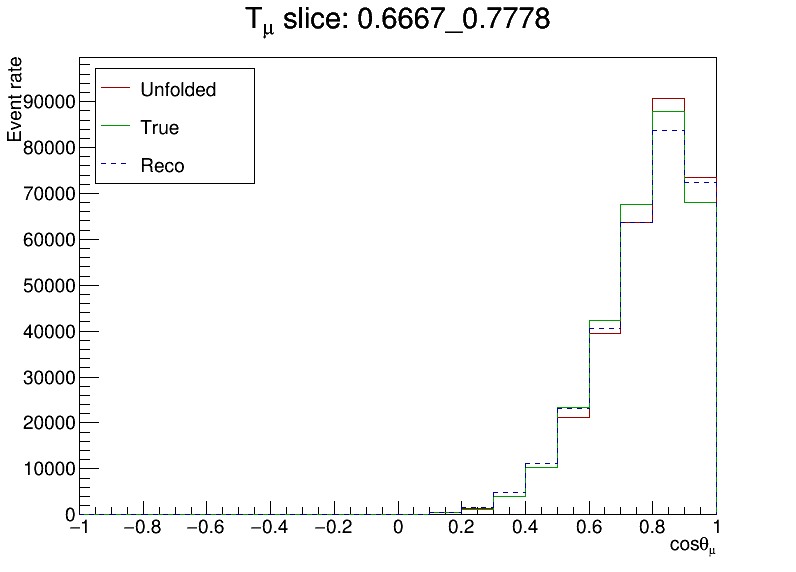 Tμ slice: 0.6667_0.7778
Event rate
Unfolded
True
Reco
90000
80000
70000
60000
50000
40000
30000
20000
10000
0
−1 −0.8 −0.6 −0.4 −0.2 0 0.2 0.4 0.6 0.8 1
cosθμ